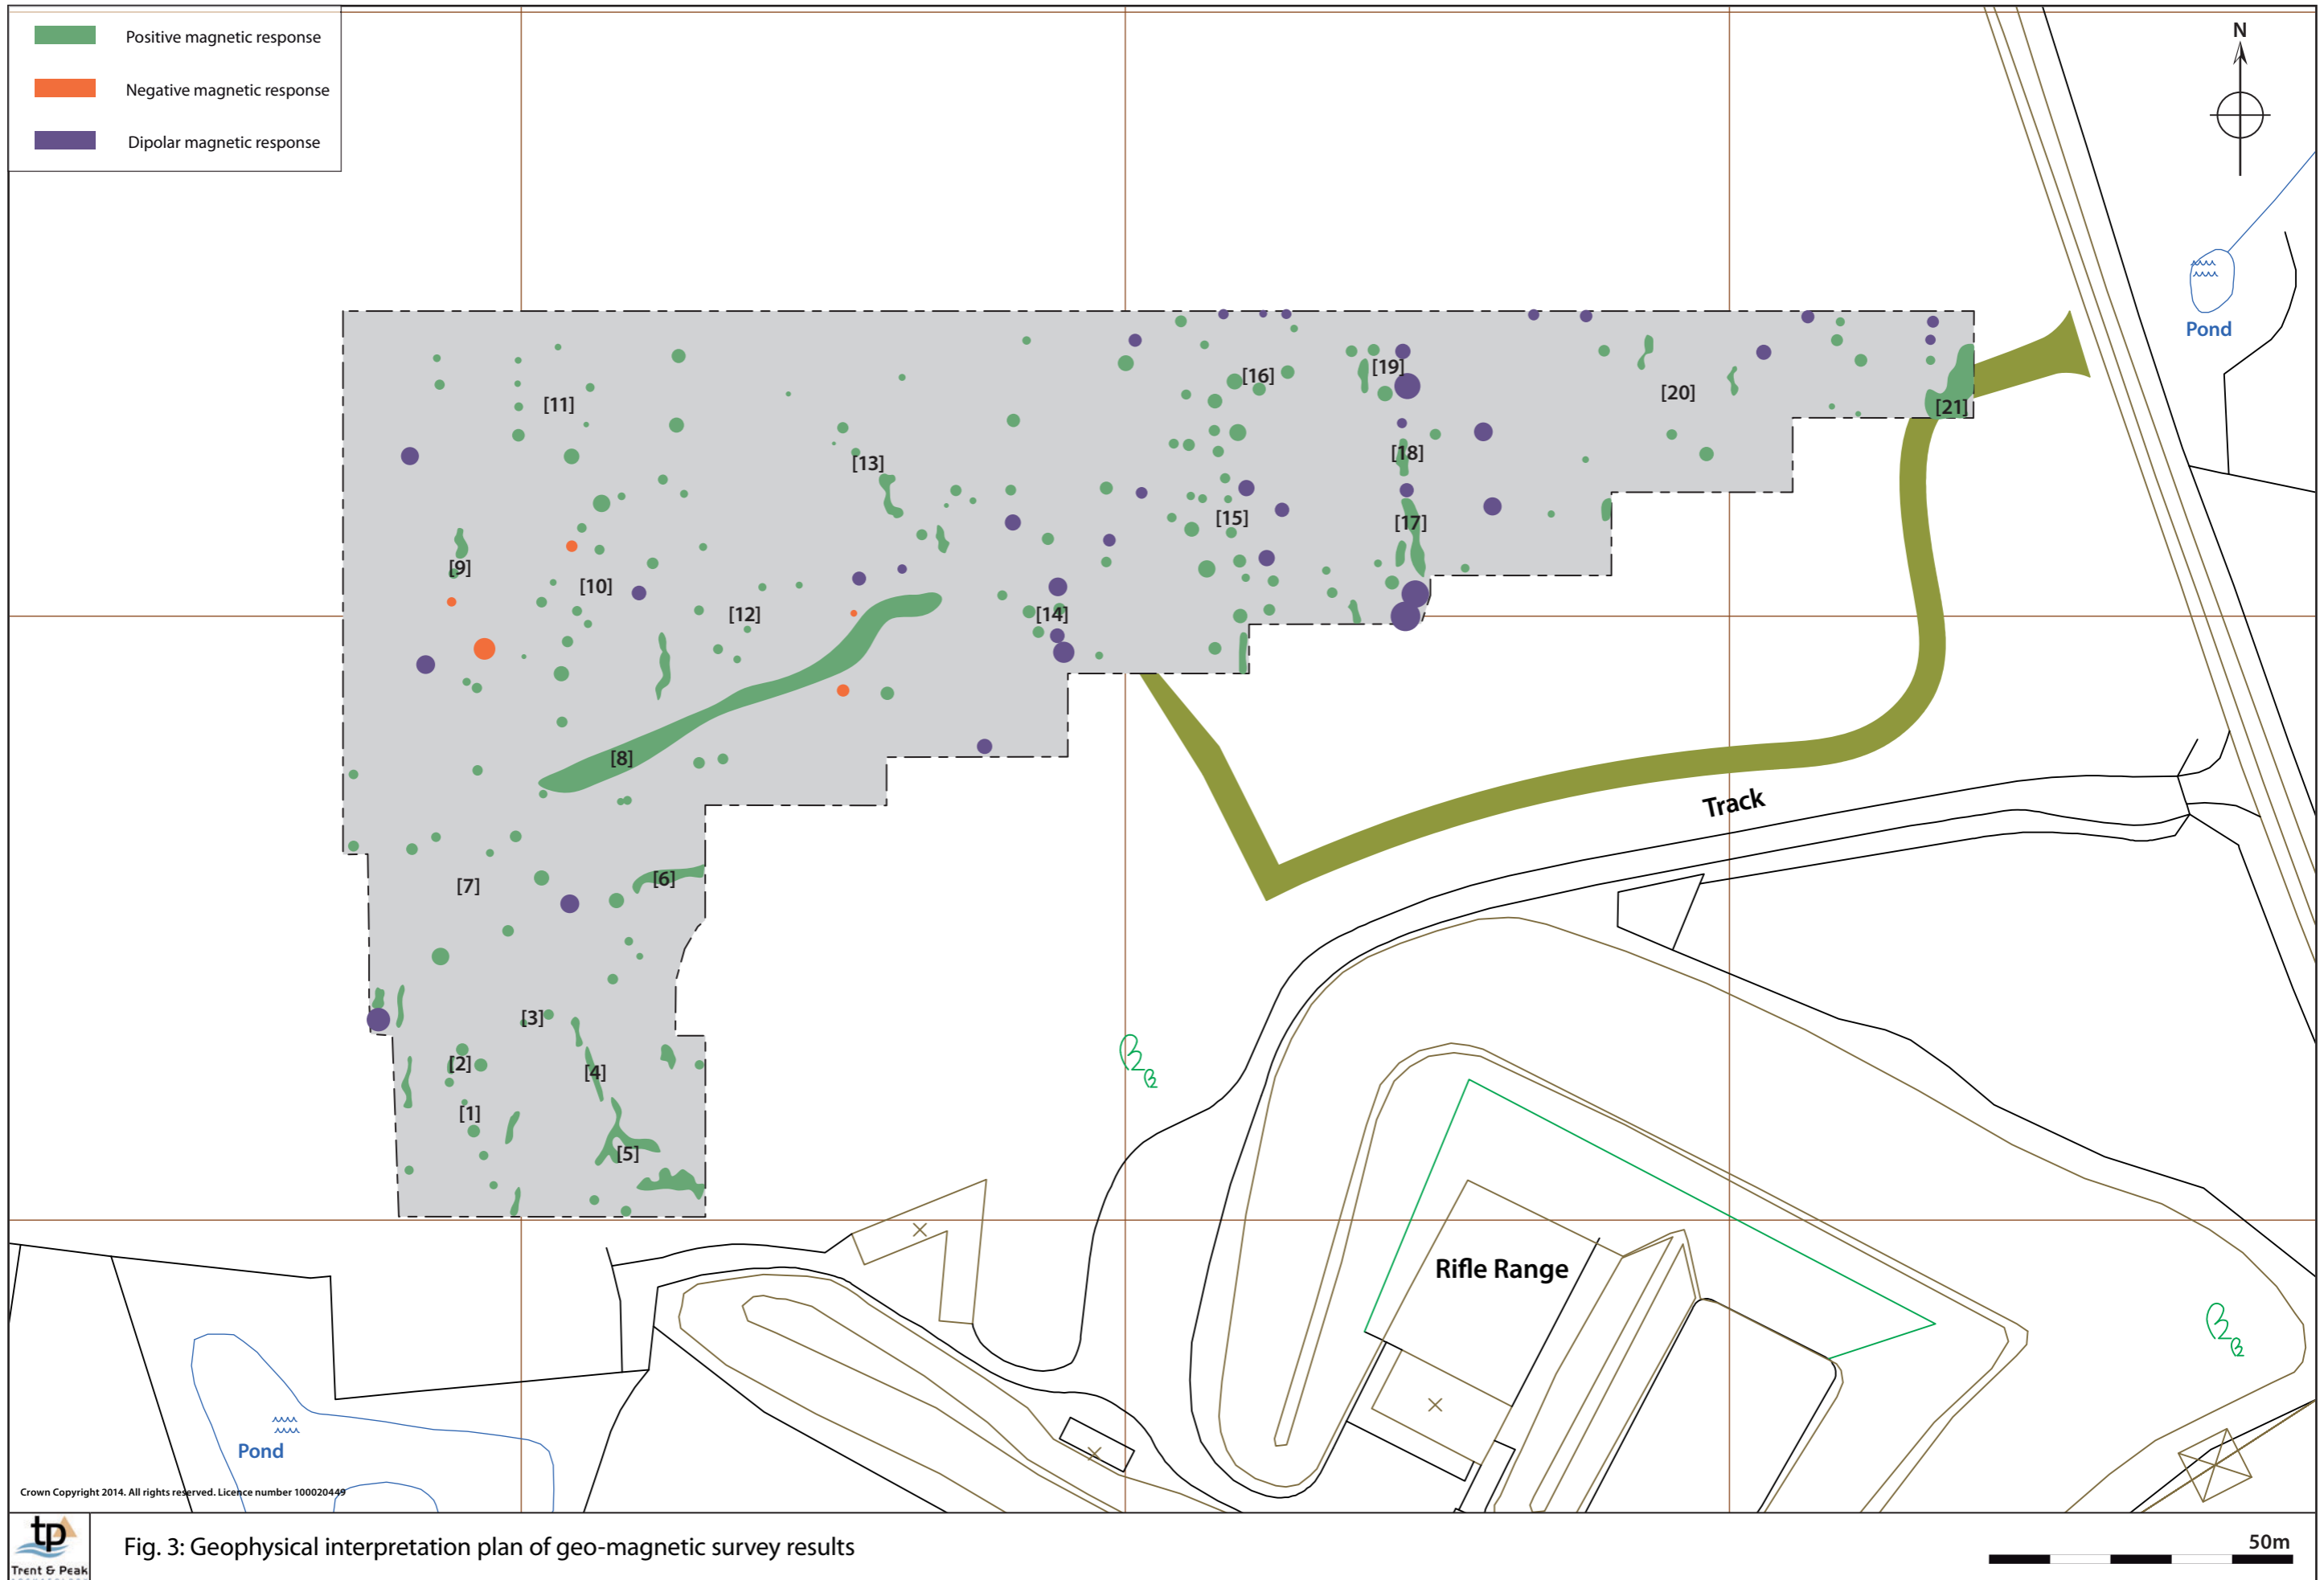 Positive magnetic response
Negative magnetic response
Dipolar magnetic response
N
Pond
[16]
[19]
[20]
[21]
[11]
[18]
[13]
[15]
[17]
[9]
[10]
[12]
[14]
[8]
Track
[6]
[7]
[3]
[2]
[4]
[1]
[5]
Rifle Range
Pond
Crown Copyright 2014. All rights reserved. Licence number 100020449
tp
Trent & Peak
Fig. 3: Geophysical interpretation plan of geo-magnetic survey results
50m